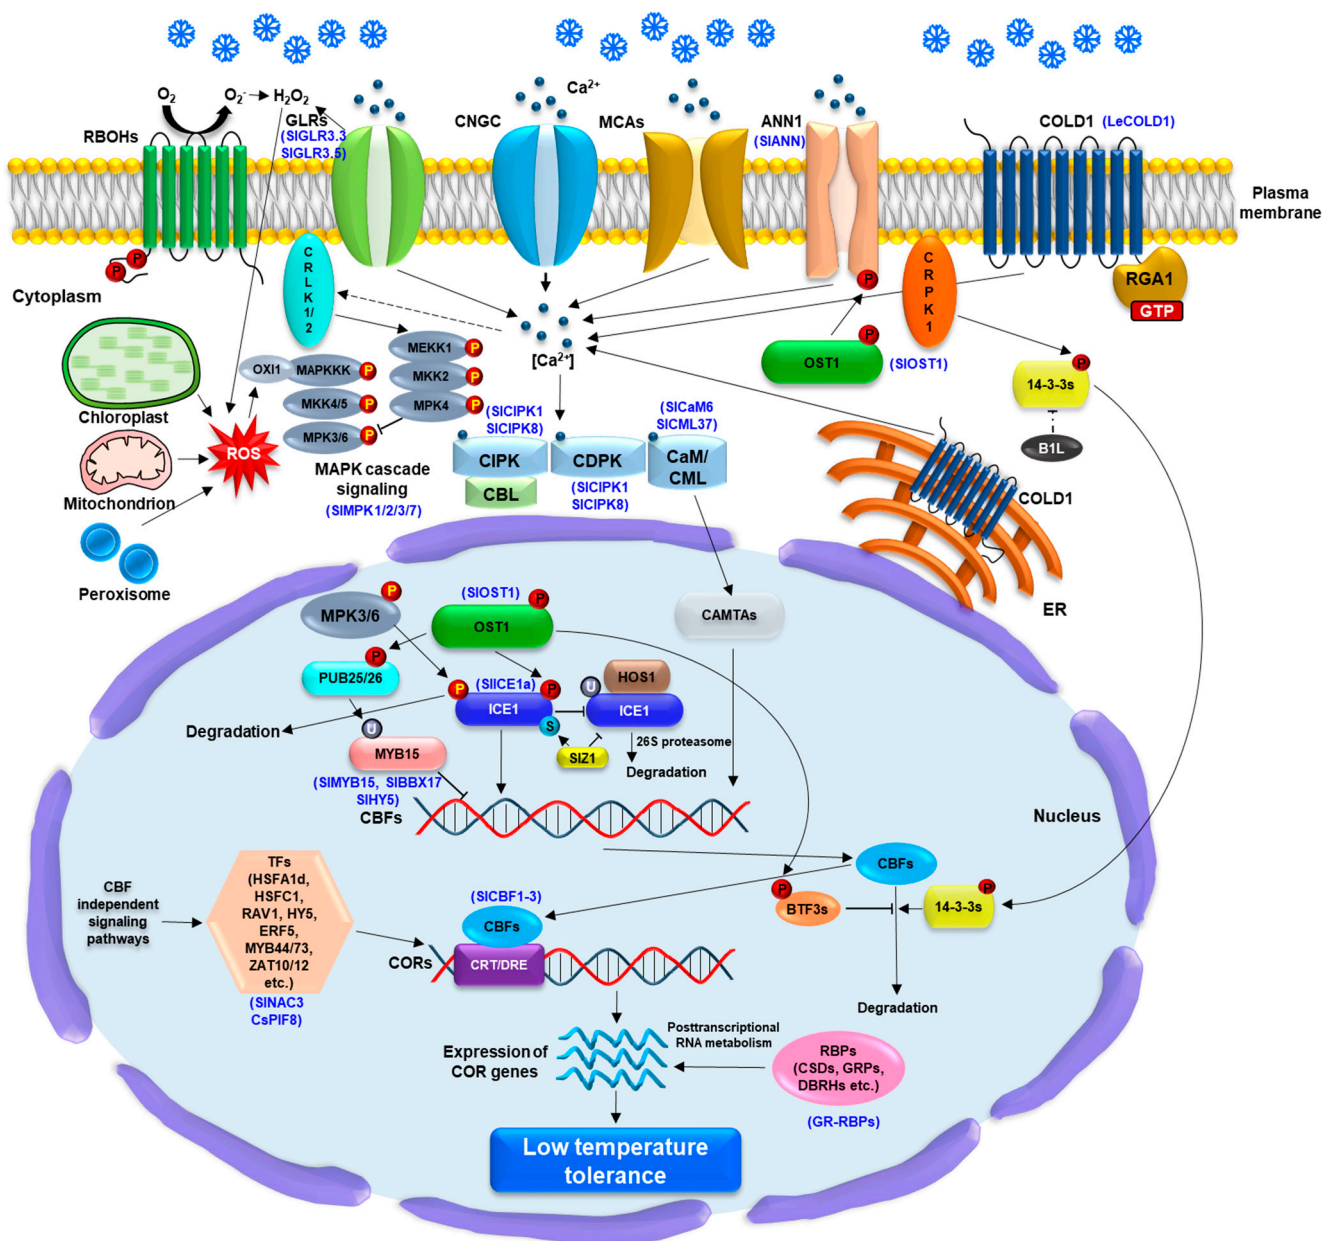 Ca²⁺
O₂
O₂⁻
H₂O₂
GLRs
(SlGLR3.3
SlGLR3.5)
RBOHs
CNGC
MCAs
ANN1
(SlANN)
COLD1
(LeCOLD1)
Plasma
membrane
P
P
Cytoplasm
CRLK1/2
P
CRPK1
RGA1
GTP
MEKK1
P
[Ca²⁺]
P
OST1
(SlOST1)
P
14-3-3s
OXI1
MAPKKK
P
MKK2
P
Chloroplast
MKK4/5
P
MPK4
P
(SlCIPK1
SlCIPK8)
(SlCaM6
SlCML37)
MPK3/6
P
B1L
ROS
CIPK
CDPK
CaM/
CML
CBL
MAPK cascade
signaling
(SlMPK1/2/3/7)
(SlCIPK1
SlCIPK8)
COLD1
Mitochondrion
Peroxisome
ER
MPK3/6
P
(SlOST1)
P
OST1
CAMTAs
P
PUB25/26
P
(SlICE1a)
P
ICE1
S
HOS1
U
ICE1
U
Degradation
MYB15
SIZ1
26S proteasome
Degradation
(SlMYB15, SlBBX17
SlHY5)
CBFs
Nucleus
CBFs
CBF
independent
signaling
pathways
TFs
(HSFA1d,
HSFC1,
RAV1, HY5,
ERF5,
MYB44/73,
ZAT10/12
etc.)
(SlNAC3
CsPIF8)
(SlCBF1-3)
CBFs
CORs
CRT/DRE
P
BTF3s
P
14-3-3s
Degradation
Expression of
COR genes
Posttranscriptional
RNA metabolism
RBPs
(CSDs, GRPs,
DBRHs etc.)
(GR-RBPs)
Low temperature
tolerance